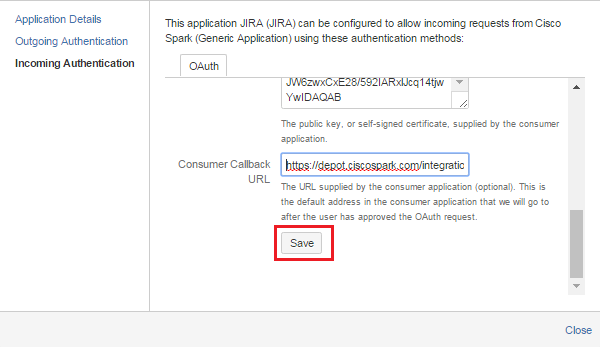 Application Details
Outgoing Authentication
Incoming Authentication
This application JIRA (JIRA) can be configured to allow incoming requests from Cisco
Spark (Generic Application) using these authentication methods:
OAuth
JW6zwxCxE28/592IARxlJcq14tjw
YwIDAQAB
The public key, or self-signed certificate, supplied by the consumer
application.
Consumer Callback
URL
https://depot.ciscospark.com/integratic
The URL supplied by the consumer application (optional). This is
the default address in the consumer application that we will go to
after the user has approved the OAuth request.
Save
Close